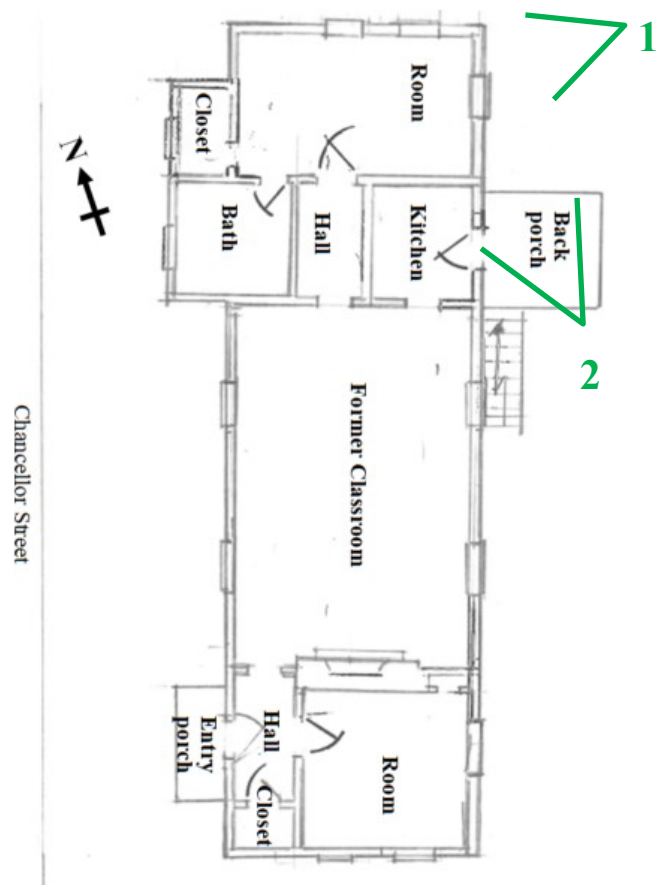 1
Room
Closet
N
Bath
Hall
Kitchen
Back
porch
2
Former Classroom
Chancellor Street
Entry
porch
Hall
Room
Closet